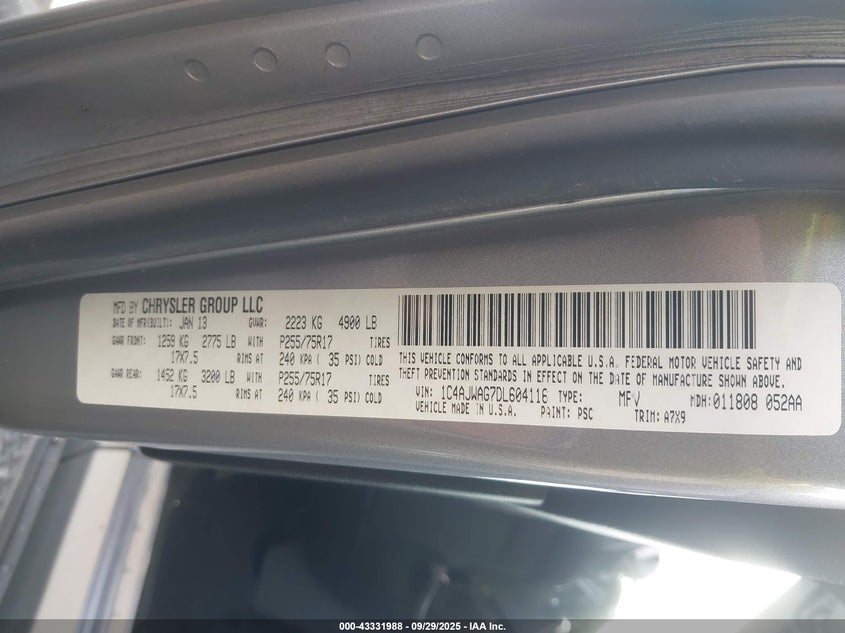 MFD BY CHRYSLER GROUP LLC
DATE OF MFR(BUILT): JAN 13 GVWR: 2223 KG 4900 LB
GAWR FRONT: 1259 KG 2775 LB WITH P255/75R17 TIRES
17X7.5 RIMS AT 240 KPA ( 35 PSI) COLD
GAWR REAR: 1452 KG 3200 LB WITH P255/75R17 TIRES
17X7.5 RIMS AT 240 KPA ( 35 PSI) COLD
THIS VEHICLE CONFORMS TO ALL APPLICABLE U.S.A. FEDERAL MOTOR VEHICLE SAFETY AND
THEFT PREVENTION STANDARDS IN EFFECT ON THE DATE OF MANUFACTURE SHOWN ABOVE.
VIN: 1C4AJWAG7DL604116 TYPE: MPV MDH: 011808 052AA
VEHICLE MADE IN U.S.A. PAINT: PSC TRIM: A7X9
000-43331988 - 09/29/2025 - IAA Inc.